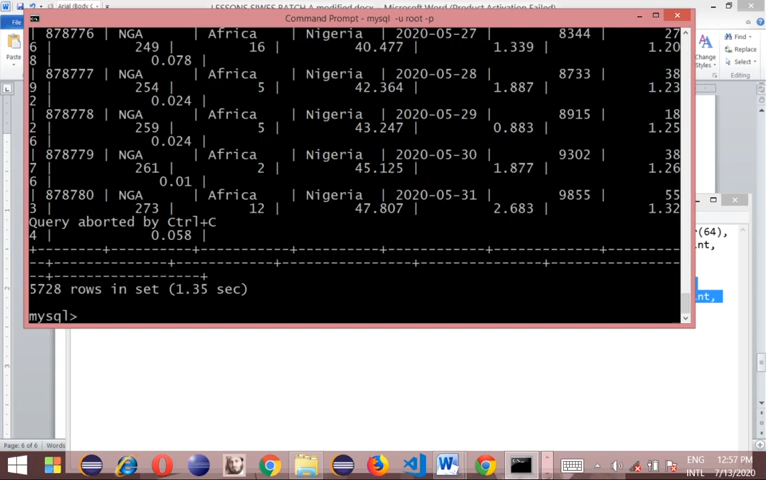 LESSONS SIWES BATCH A modified.docx - Microsoft Word (Product Activation Failed)
Command Prompt - mysql  -u root -p
File
Paste
Change
Styles
Find
Replace
Select
Editing
| 878776 | NGA        | Africa     | Nigeria  | 2020-05-27 |        8344 |        27
6 |          249 |         16 |             40.477 |            1.339 |           1.20
8 |            0.078 |
| 878777 | NGA        | Africa     | Nigeria  | 2020-05-28 |        8733 |        38
9 |          254 |          5 |             42.364 |            1.887 |           1.23
2 |            0.024 |
| 878778 | NGA        | Africa     | Nigeria  | 2020-05-29 |        8915 |        18
2 |          259 |          5 |             43.247 |            0.883 |           1.25
6 |            0.024 |
| 878779 | NGA        | Africa     | Nigeria  | 2020-05-30 |        9302 |        38
7 |          261 |          2 |             45.125 |            1.877 |           1.26
6 |             0.01 |
| 878780 | NGA        | Africa     | Nigeria  | 2020-05-31 |        9855 |        55
3 |          273 |         12 |             47.807 |            2.683 |           1.32
Query aborted by Ctrl+C
4 |            0.058 |
5728 rows in set (1.35 sec)
mysql>
r(64),
nt,
int,
Page: 6 of 6
Words
ENG
INTL
12:57 PM
7/13/2020